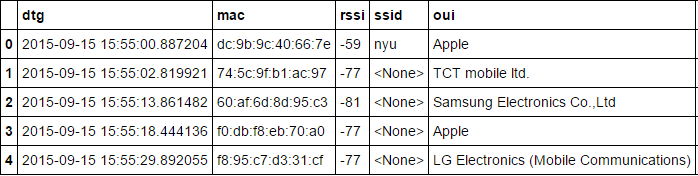 dtg mac rssi ssid oui
0 2015-09-15 15:55:00.887204 dc:9b:9c:40:66:7e -59 nyu Apple
1 2015-09-15 15:55:02.819921 74:5c:9f:b1:ac:97 -77 <None> TCT mobile ltd.
2 2015-09-15 15:55:13.861482 60:af:6d:8d:95:c3 -81 <None> Samsung Electronics Co.,Ltd
3 2015-09-15 15:55:18.444136 f0:db:f8:eb:70:a0 -77 <None> Apple
4 2015-09-15 15:55:29.892055 f8:95:c7:d3:31:cf -77 <None> LG Electronics (Mobile Communications)